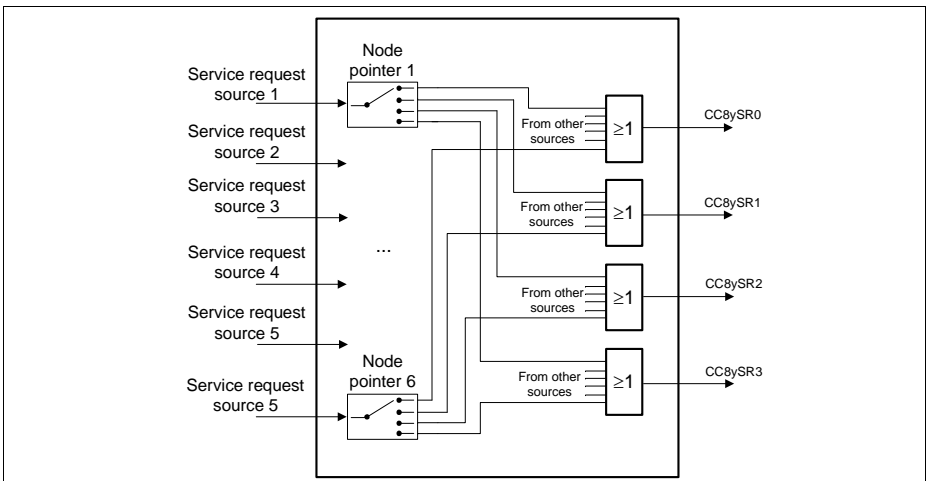 Service request
source 1
Service request
source 2
Service request
source 3
...
Service request
source 4
Service request
source 5
Service request
source 5
Node
pointer 1
Node
pointer 6
From other
sources
≥1
CC8ySR0
From other
sources
≥1
CC8ySR1
From other
sources
≥1
CC8ySR2
From other
sources
≥1
CC8ySR3